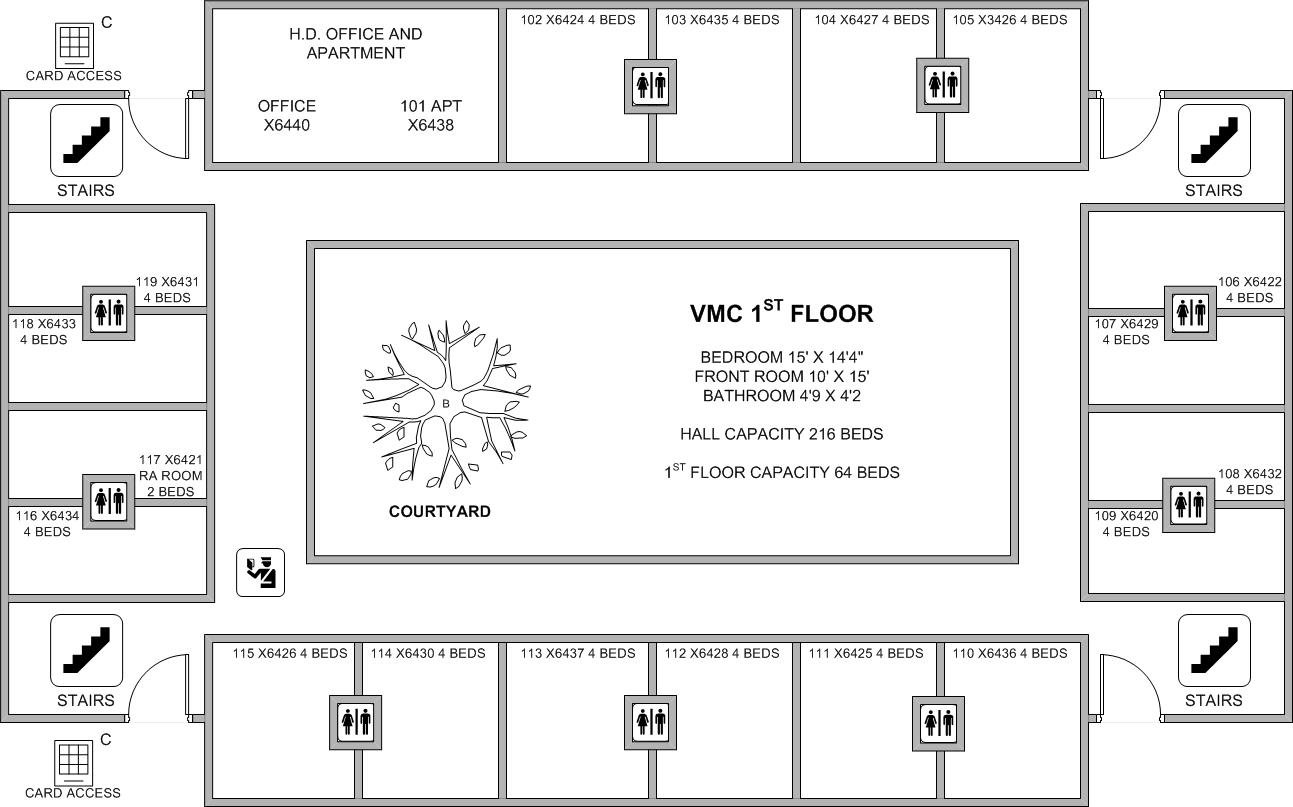 C
CARD ACCESS
H.D. OFFICE AND
APARTMENT
OFFICE
X6440
101 APT
X6438
102 X6424 4 BEDS
103 X6435 4 BEDS
104 X6427 4 BEDS
105 X3426 4 BEDS
STAIRS
STAIRS
119 X6431
4 BEDS
118 X6433
4 BEDS
117 X6421
RA ROOM
2 BEDS
116 X6434
4 BEDS
B
COURTYARD
VMC 1ST FLOOR
BEDROOM 15' X 14'4"
FRONT ROOM 10' X 15'
BATHROOM 4'9 X 4'2
HALL CAPACITY 216 BEDS
1ST FLOOR CAPACITY 64 BEDS
106 X6422
4 BEDS
107 X6429
4 BEDS
108 X6432
4 BEDS
109 X6420
4 BEDS
STAIRS
STAIRS
115 X6426 4 BEDS
114 X6430 4 BEDS
113 X6437 4 BEDS
112 X6428 4 BEDS
111 X6425 4 BEDS
110 X6436 4 BEDS
C
CARD ACCESS